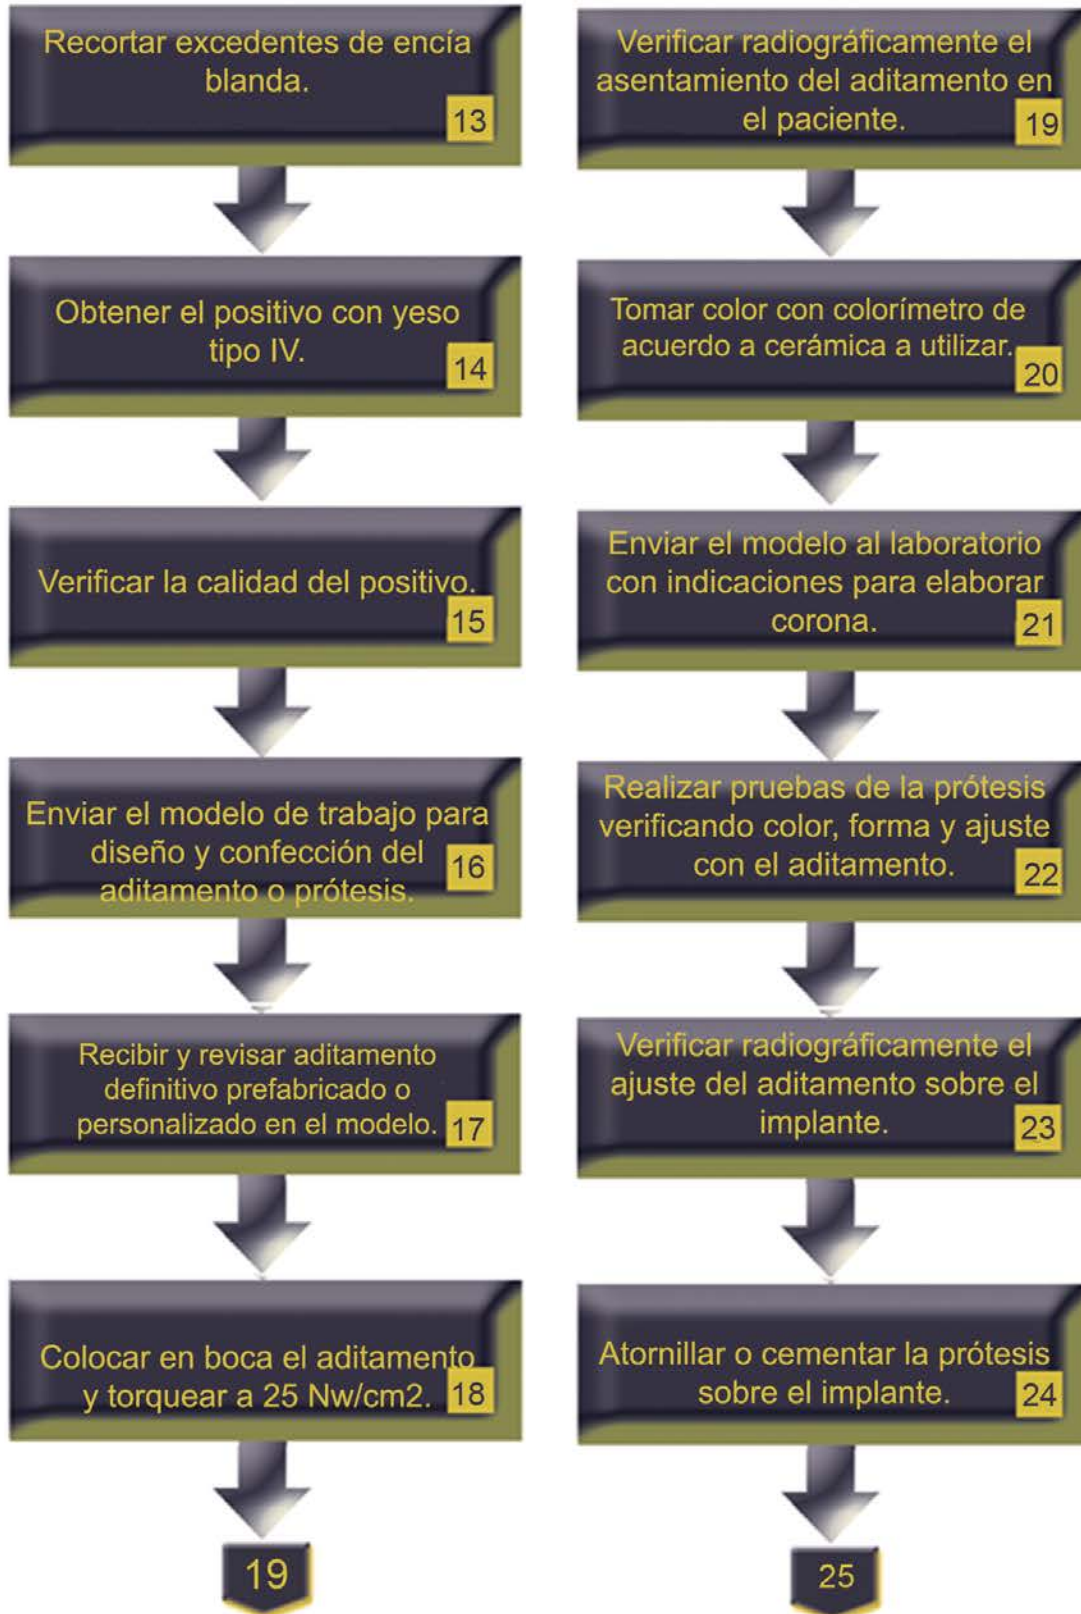 Recortar excedentes de encía
blanda.
13
Obtener el positivo con yeso
tipo IV.
14
Verificar la calidad del positivo.
15
Enviar el modelo de trabajo para
diseño y confección del
aditamento o prótesis.
16
Recibir y revisar aditamento
definitivo prefabricado o
personalizado en el modelo.
17
Colocar en boca el aditamento
y torquear a 25 Nw/cm2.
18
19
Verificar radiográficamente el
asentamiento del aditamento en
el paciente.
19
Tomar color con colorímetro de
acuerdo a cerámica a utilizar.
20
Enviar el modelo al laboratorio
con indicaciones para elaborar
corona.
21
Realizar pruebas de la prótesis
verificando color, forma y ajuste
con el aditamento.
22
Verificar radiográficamente el
ajuste del aditamento sobre el
implante.
23
Atornillar o cementar la prótesis
sobre el implante.
24
25